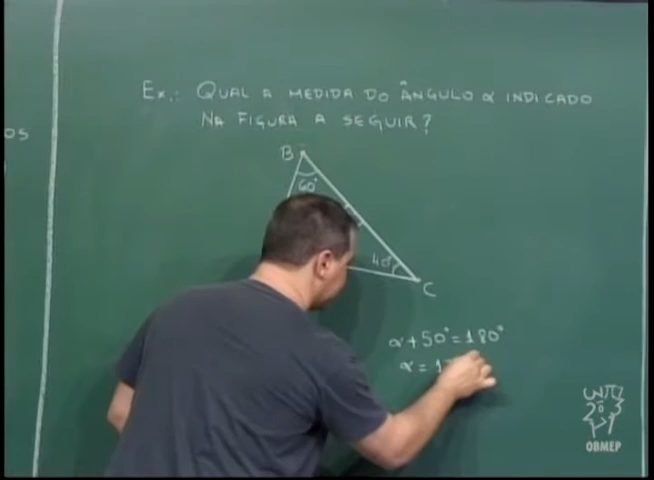 OS
Ex.: QUAL A MEDIDA DO ÂNGULO α INDICADO
NA FIGURA A SEGUIR?
B
60°
40°
C
α + 50° = 180°
α = 1
OBMEP